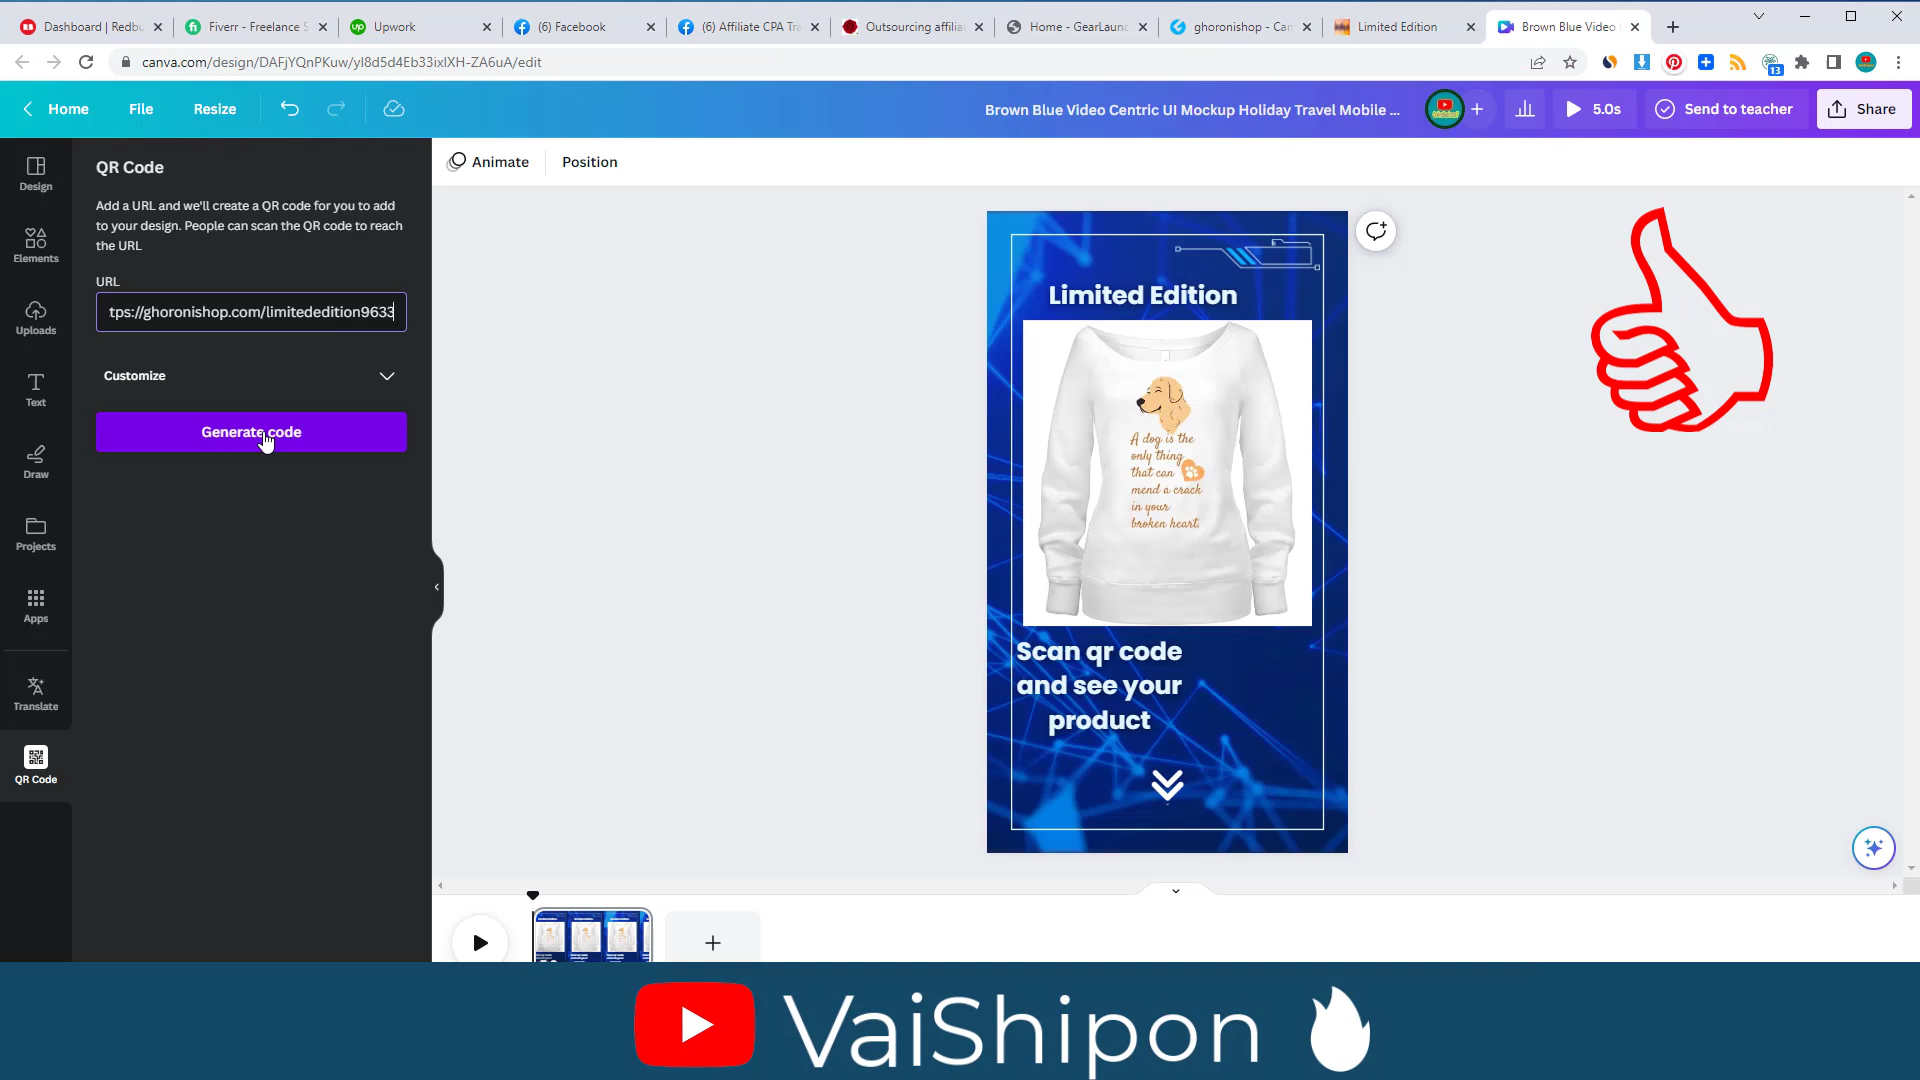 Dashboard | Redbu
Fiverr - Freelance S
Upwork
(6) Facebook
(6) Affiliate CPA Tra
Outsourcing affilia
Home - GearLaunc
ghoronishop - Can
Limited Edition
Brown Blue Video
canva.com/design/DAFjYQnPKuw/yl8d5d4Eb33ixlXH-ZA6uA/edit
13
Home
File
Resize
Brown Blue Video Centric UI Mockup Holiday Travel Mobile ...
5.0s
Send to teacher
Share
Design
Elements
Uploads
Text
Draw
Projects
Apps
Translate
QR Code
QR Code
Add a URL and we'll create a QR code for you to add
to your design. People can scan the QR code to reach
the URL
URL
tps://ghoronishop.com/limitededition9633
Customize
Generate code
Animate
Position
Limited Edition
A dog is the
only thing
that can
mend a crack
in your
broken heart.
Scan qr code
and see your
product
VaiShipon